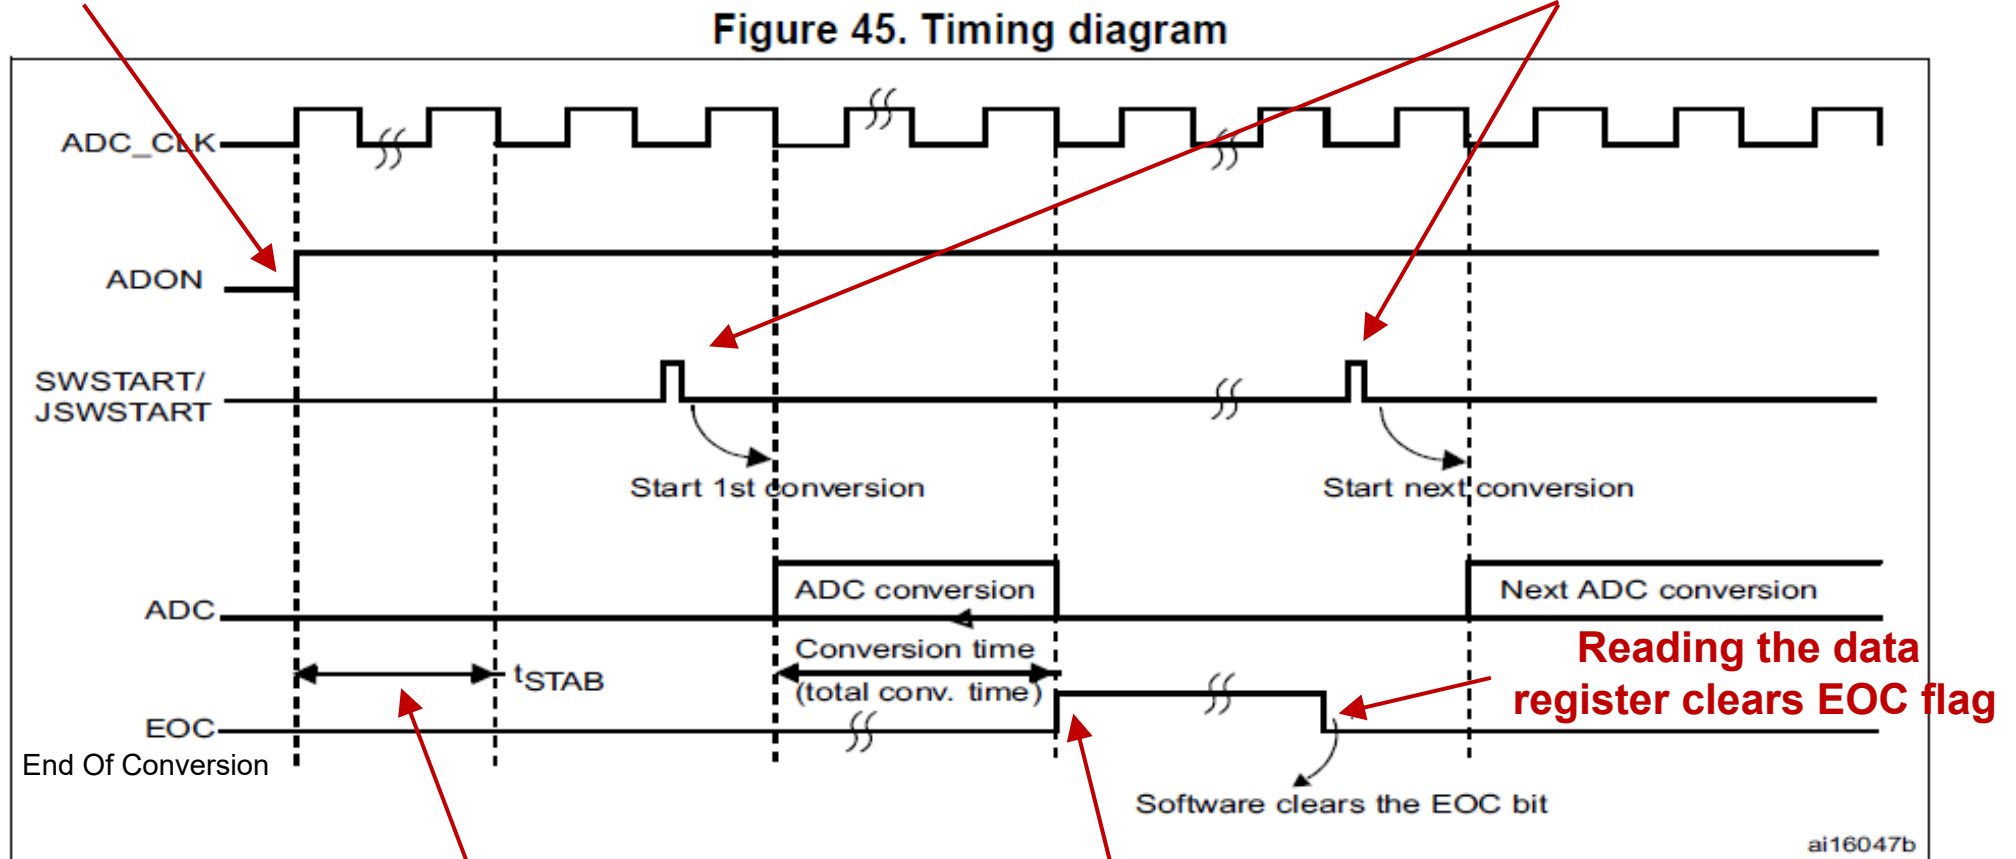 Figure 45. Timing diagram
ADC_CLK
ADON
SWSTART/
JSWSTART
Start 1st conversion
Start next conversion
ADC conversion
Next ADC conversion
ADC
Conversion time
Reading the data
tSTAB
(total conv. time)
register clears EOC flag
EOC
End Of Conversion
Software clears the EOC bit
ai16047b